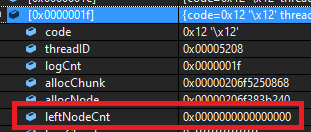 [0x0000001f] {code=0x12 '\x12' thread
code 0x12 '\x12'
threadID 0x00005208
logCnt 0x0000001f
allocChunk 0x00000206f5250868
allocNode 0x00000206f383b240
leftNodeCnt 0x0000000000000000